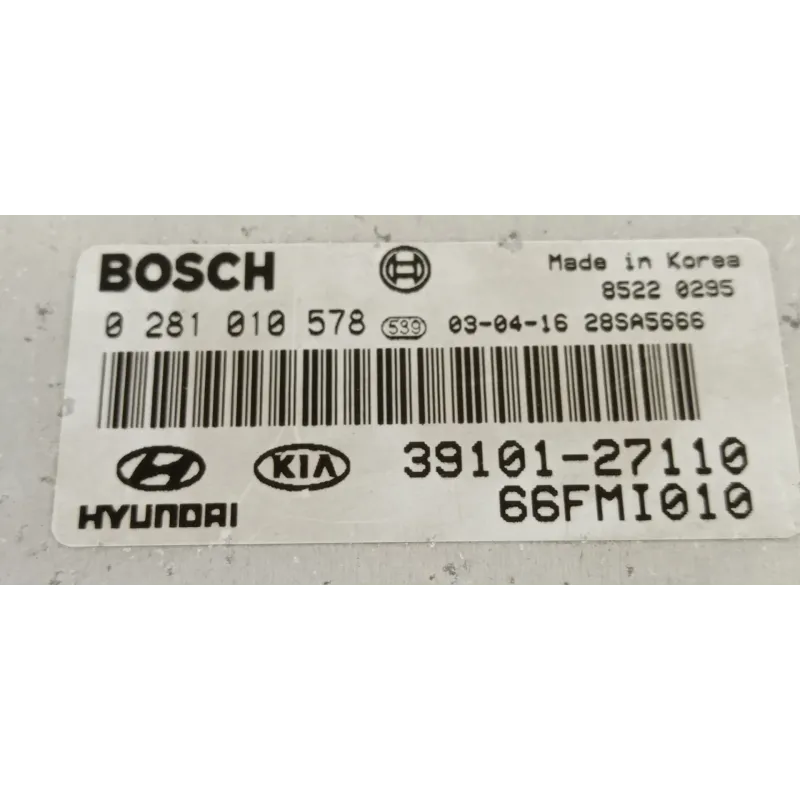 BOSCH Made in Korea
8522 0295
0 281 010 578 539 03-04-16 28SA5666
KIA 39101-27110
HYUNDAI 66FMI010